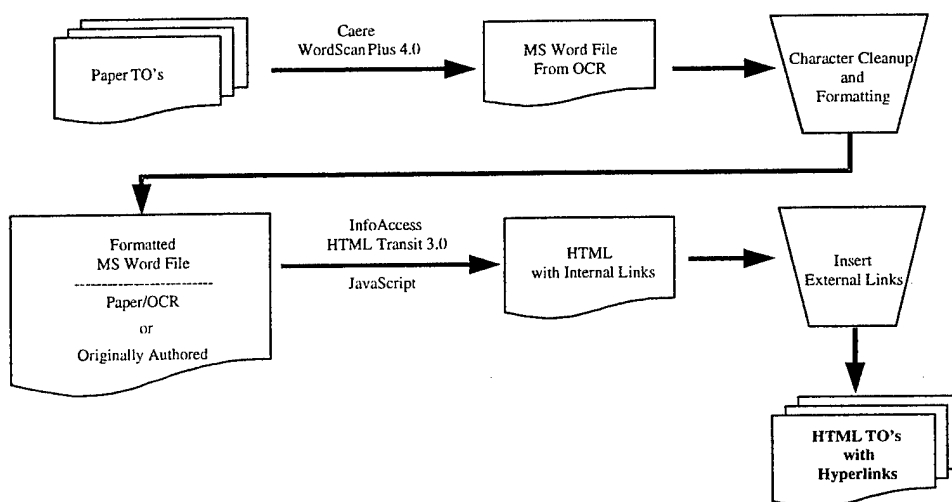 Paper TO's
Caere
WordScan Plus 4.0
MS Word File
From OCR
Character Cleanup
and
Formatting
Formatted
MS Word File
Paper/OCR
or
Originally Authored
InfoAccess
HTML Transit 3.0
JavaScript
HTML
with Internal Links
Insert
External Links
HTML TO's
with
Hyperlinks